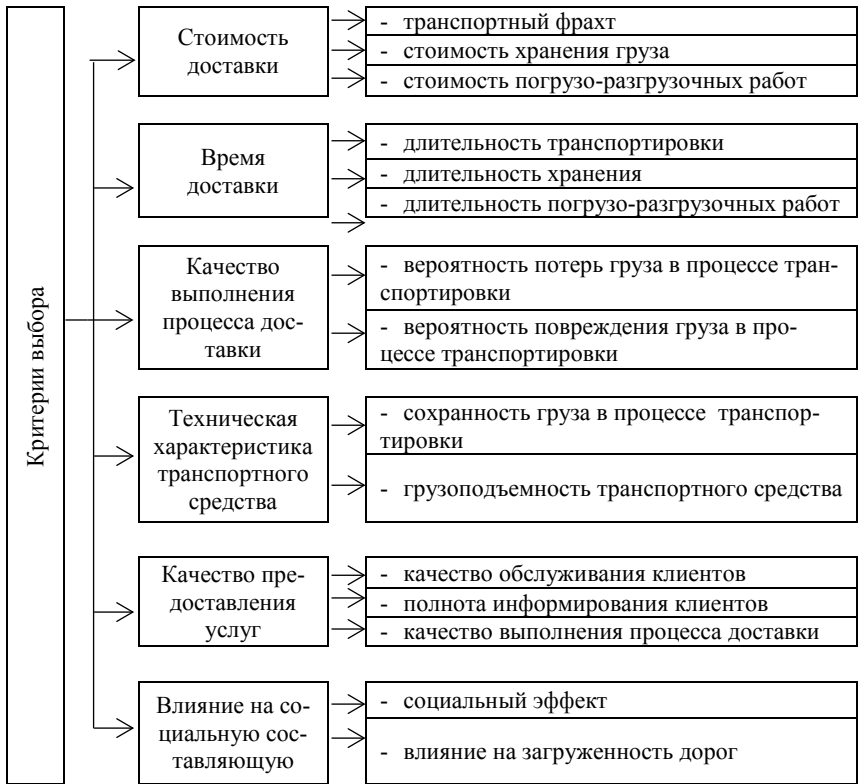 Критерии выбора
Стоимость
доставки
- транспортный фрахт
- стоимость хранения груза
- стоимость погрузо-разгрузочных работ
Время
доставки
- длительность транспортировки
- длительность хранения
- длительность погрузо-разгрузочных работ
Качество
выполнения
процесса дос-
тавки
- вероятность потерь груза в процессе тран-
спортировки
- вероятность повреждения груза в про-
цессе транспортировки
Техническая
характеристика
транспортного
средства
- сохранность груза в процессе транспор-
тировки
- грузоподъемность транспортного средства
Качество пре-
доставления
услуг
- качество обслуживания клиентов
- полнота информирования клиентов
- качество выполнения процесса доставки
Влияние на со-
циальную сос-
тавляющую
- социальный эффект
- влияние на загруженность дорог